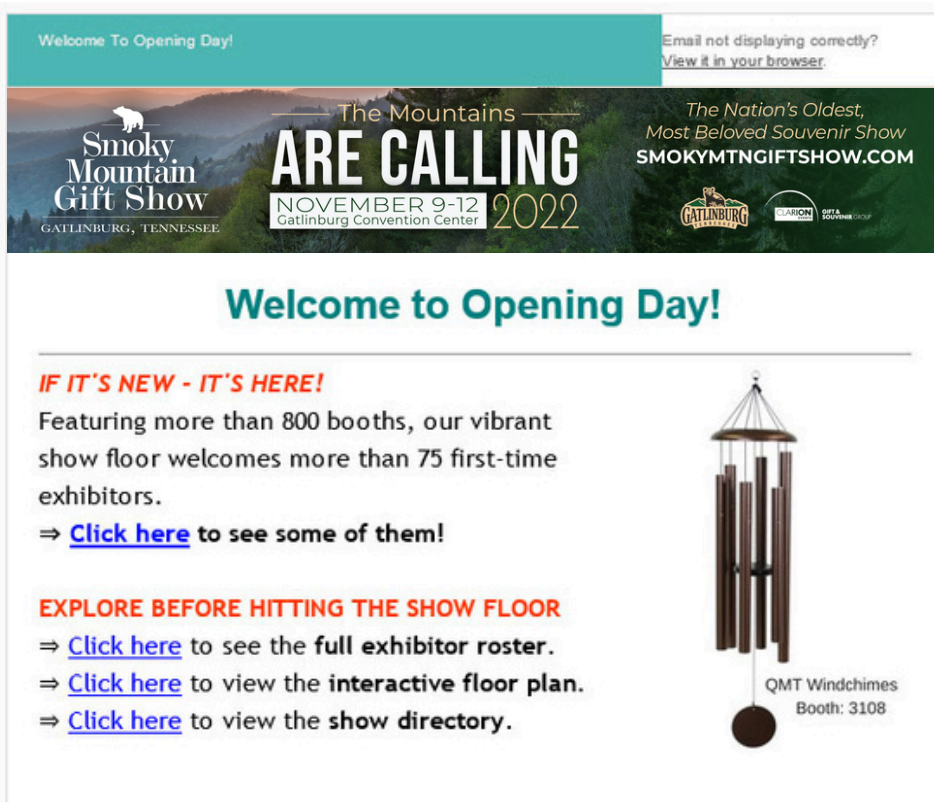 Welcome To Opening Day!
Email not displaying correctly?
View it in your browser.
Smoky
Mountain
Gift Show
GATLINBURG, TENNESSEE
The Mountains
ARE CALLING
NOVEMBER 9-12
Gatlinburg Convention Center
2022
The Nation's Oldest,
Most Beloved Souvenir Show
SMOKYMTNGIFTSHOW.COM
GATLINBURG
TENNESSEE
CLARION
EVENTS
GIFT &
SOUVENIR GROUP
Welcome to Opening Day!
IF IT'S NEW - IT'S HERE!
Featuring more than 800 booths, our vibrant
show floor welcomes more than 75 first-time
exhibitors.
⇒ Click here to see some of them!
EXPLORE BEFORE HITTING THE SHOW FLOOR
⇒ Click here to see the full exhibitor roster.
⇒ Click here to view the interactive floor plan.
⇒ Click here to view the show directory.
QMT Windchimes
Booth: 3108